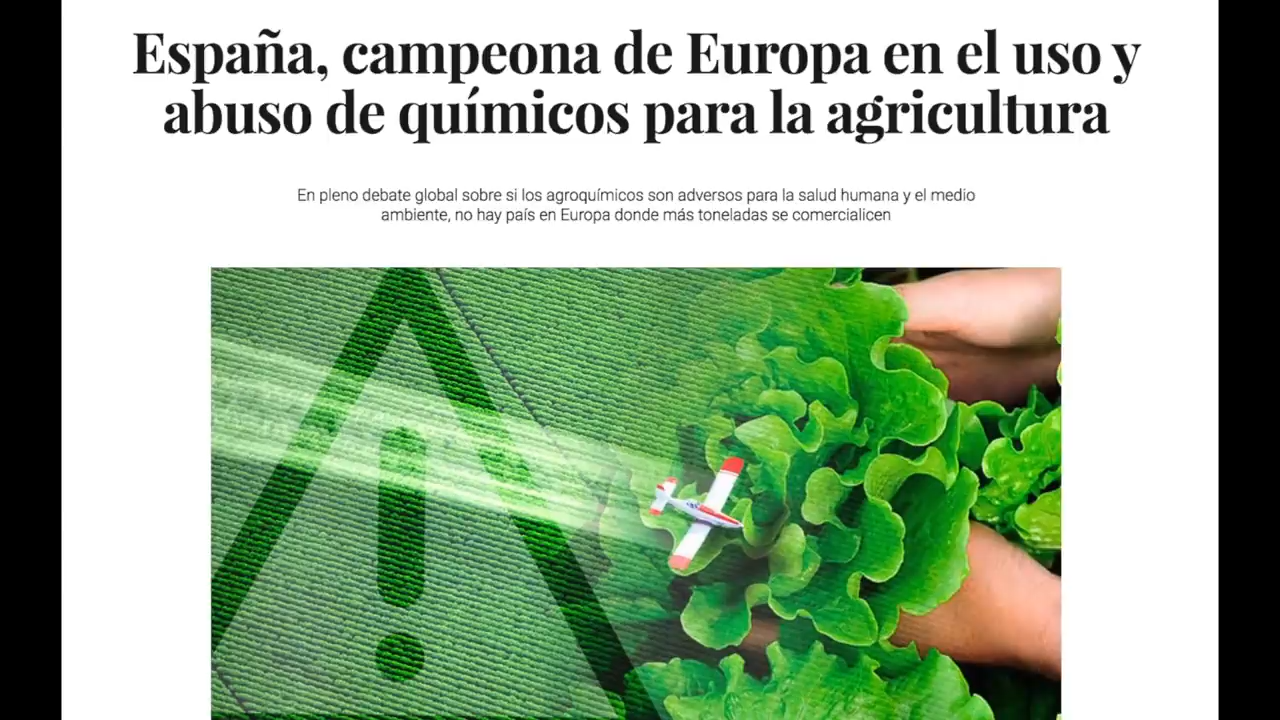 España, campeona de Europa en el uso y
abuso de químicos para la agricultura
En pleno debate global sobre si los agroquímicos son adversos para la salud humana y el medio
ambiente, no hay país en Europa donde más toneladas se comercialicen